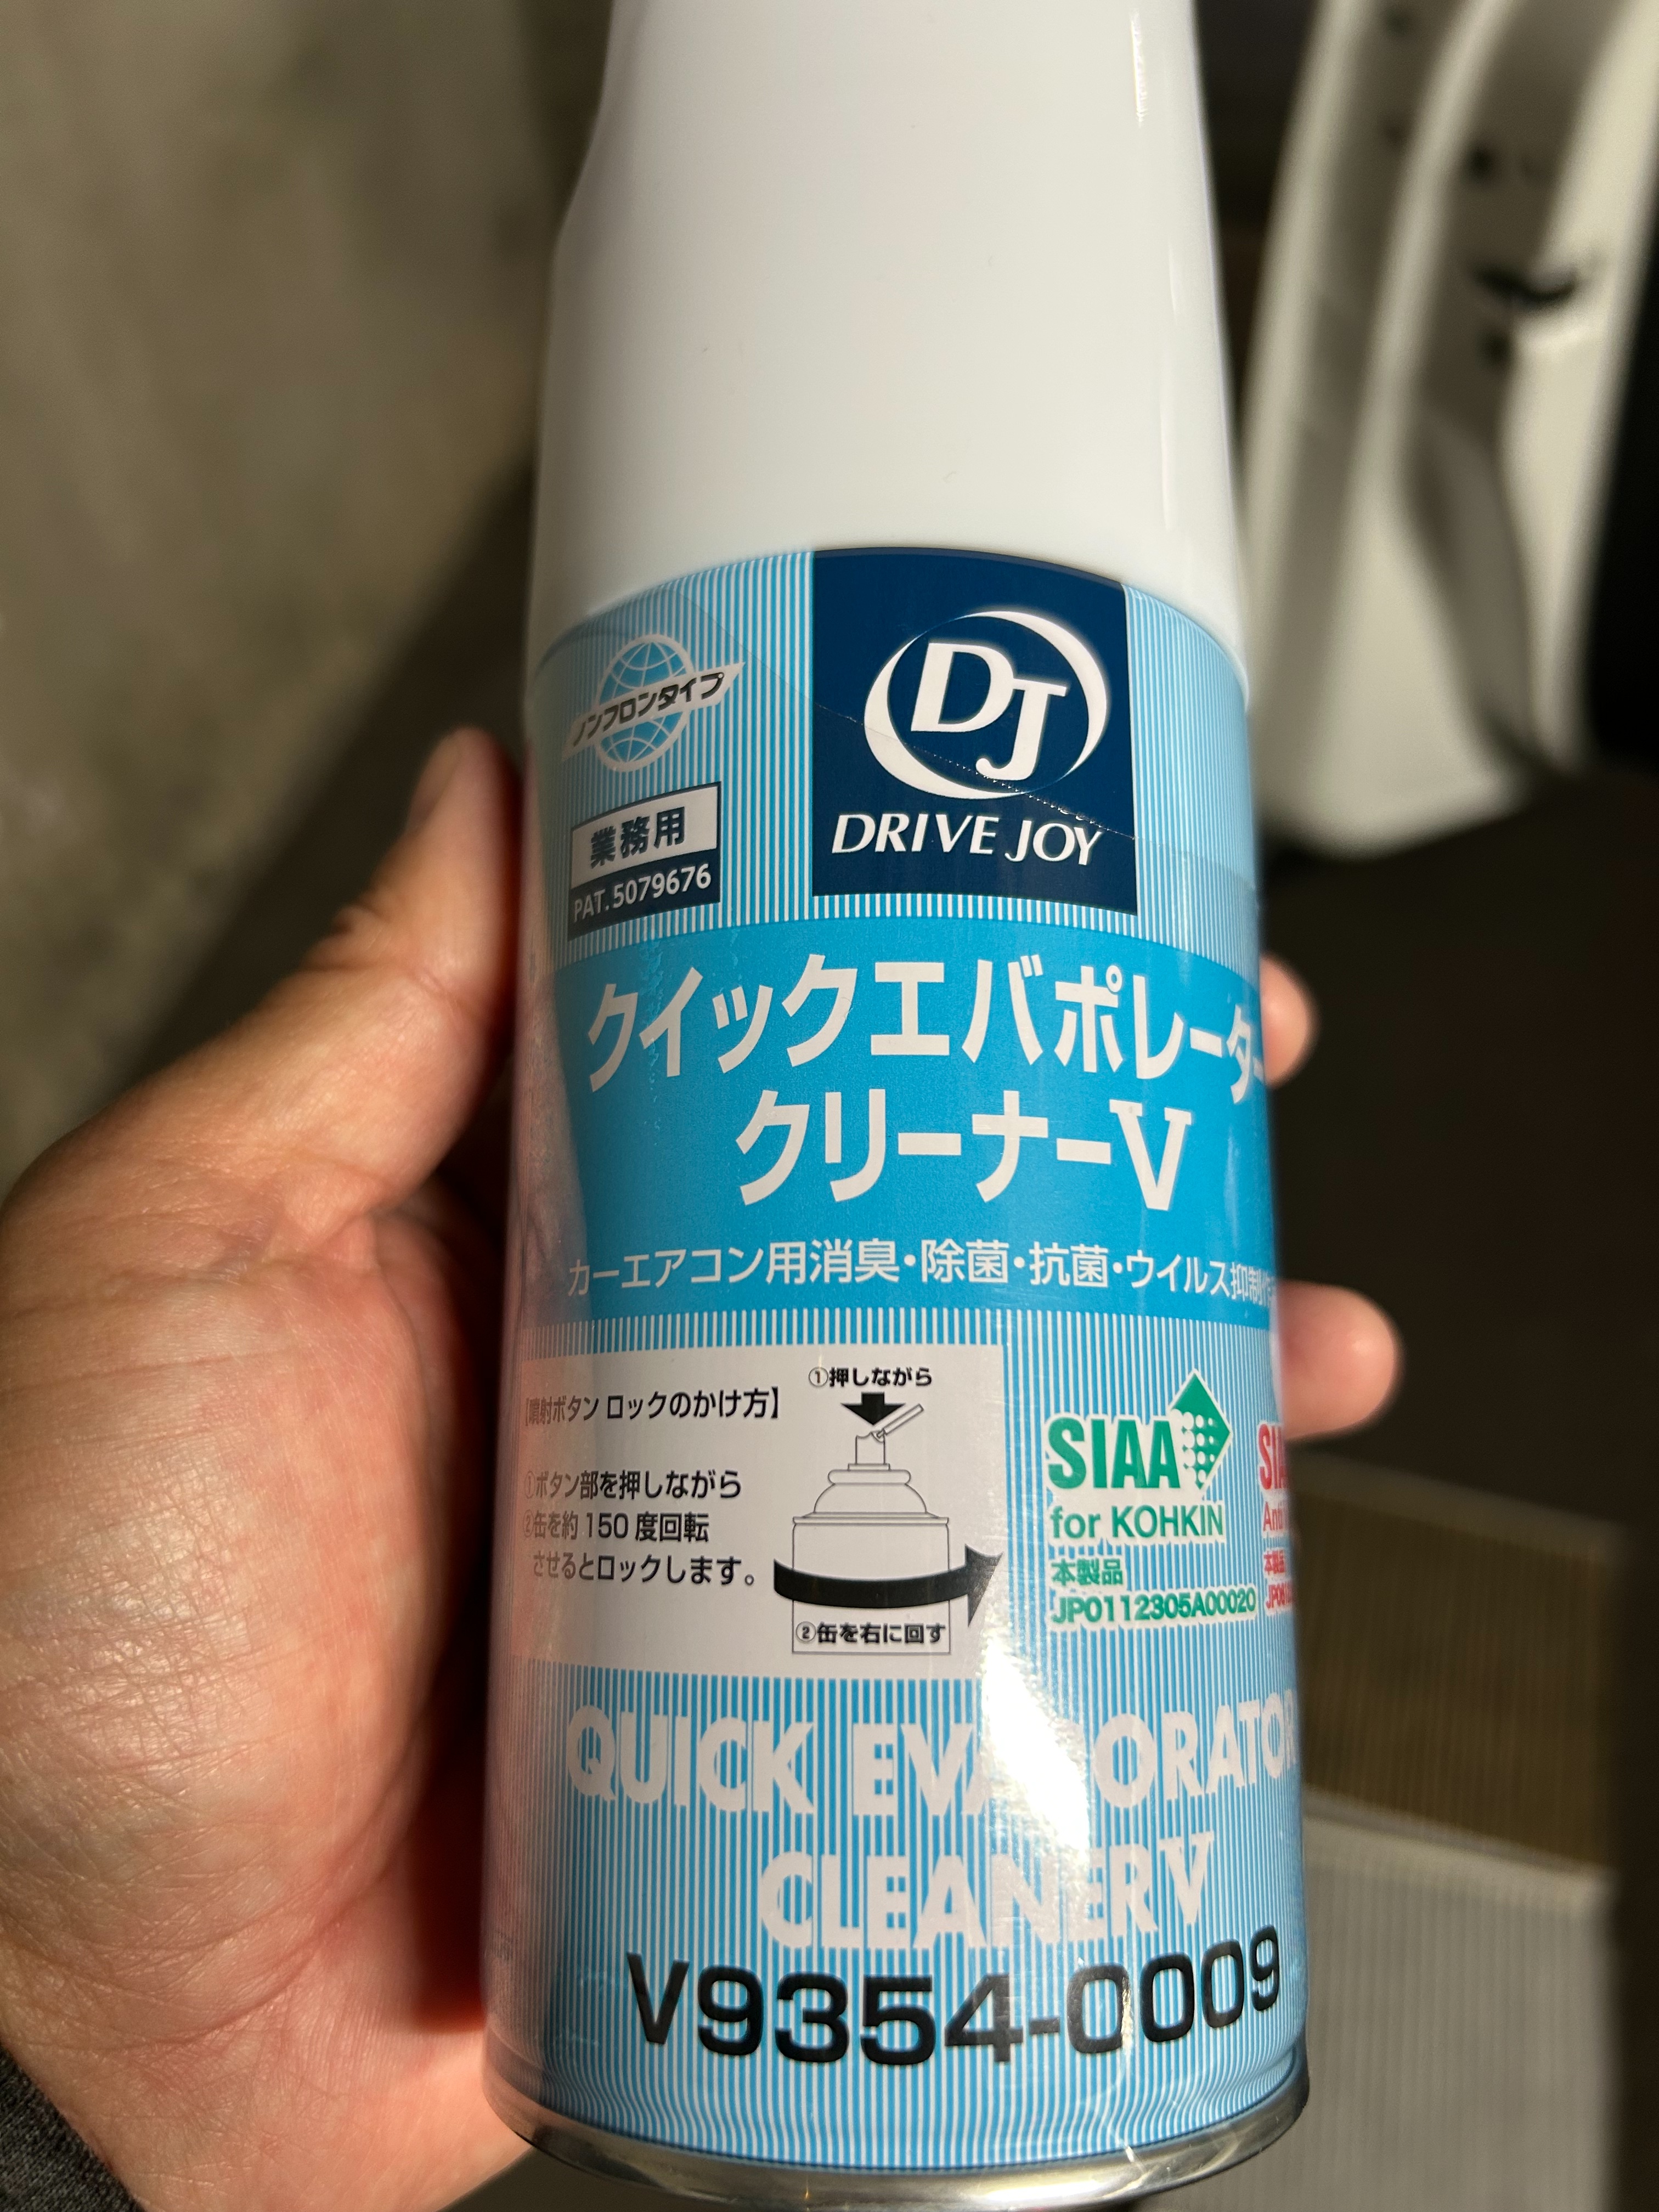 ノンフロンタイプ
業務用
PAT.5079676
DJ
DRIVE JOY
クイックエバポレーター
クリーナーV
カーエアコン用消臭・除菌・抗菌・ウイルス抑制
【噴射ボタン ロックのかけ方】
①ボタン部を押しながら
②缶を約150度回転
させるとロックします。
①押しながら
②缶を右に回す
SIAA
for KOHKIN
本製品
JP0112305A00020
QUICK EVAPORATOR
CLEANER V
V9354-0009